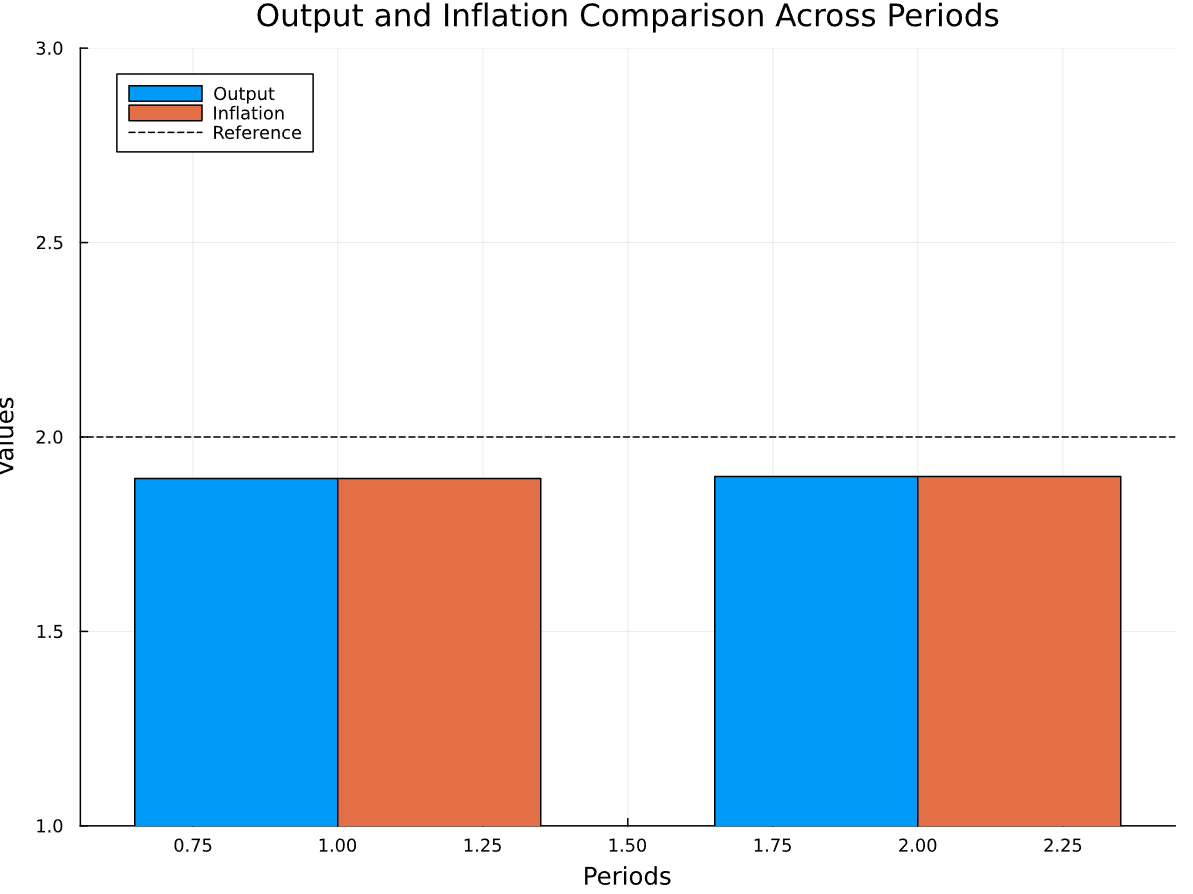 Output and Inflation Comparison Across Periods
3.0
Output
Inflation
Reference
2.5
2.0
Values
1.5
1.0
0.75 1.00 1.25 1.50 1.75 2.00 2.25
Periods